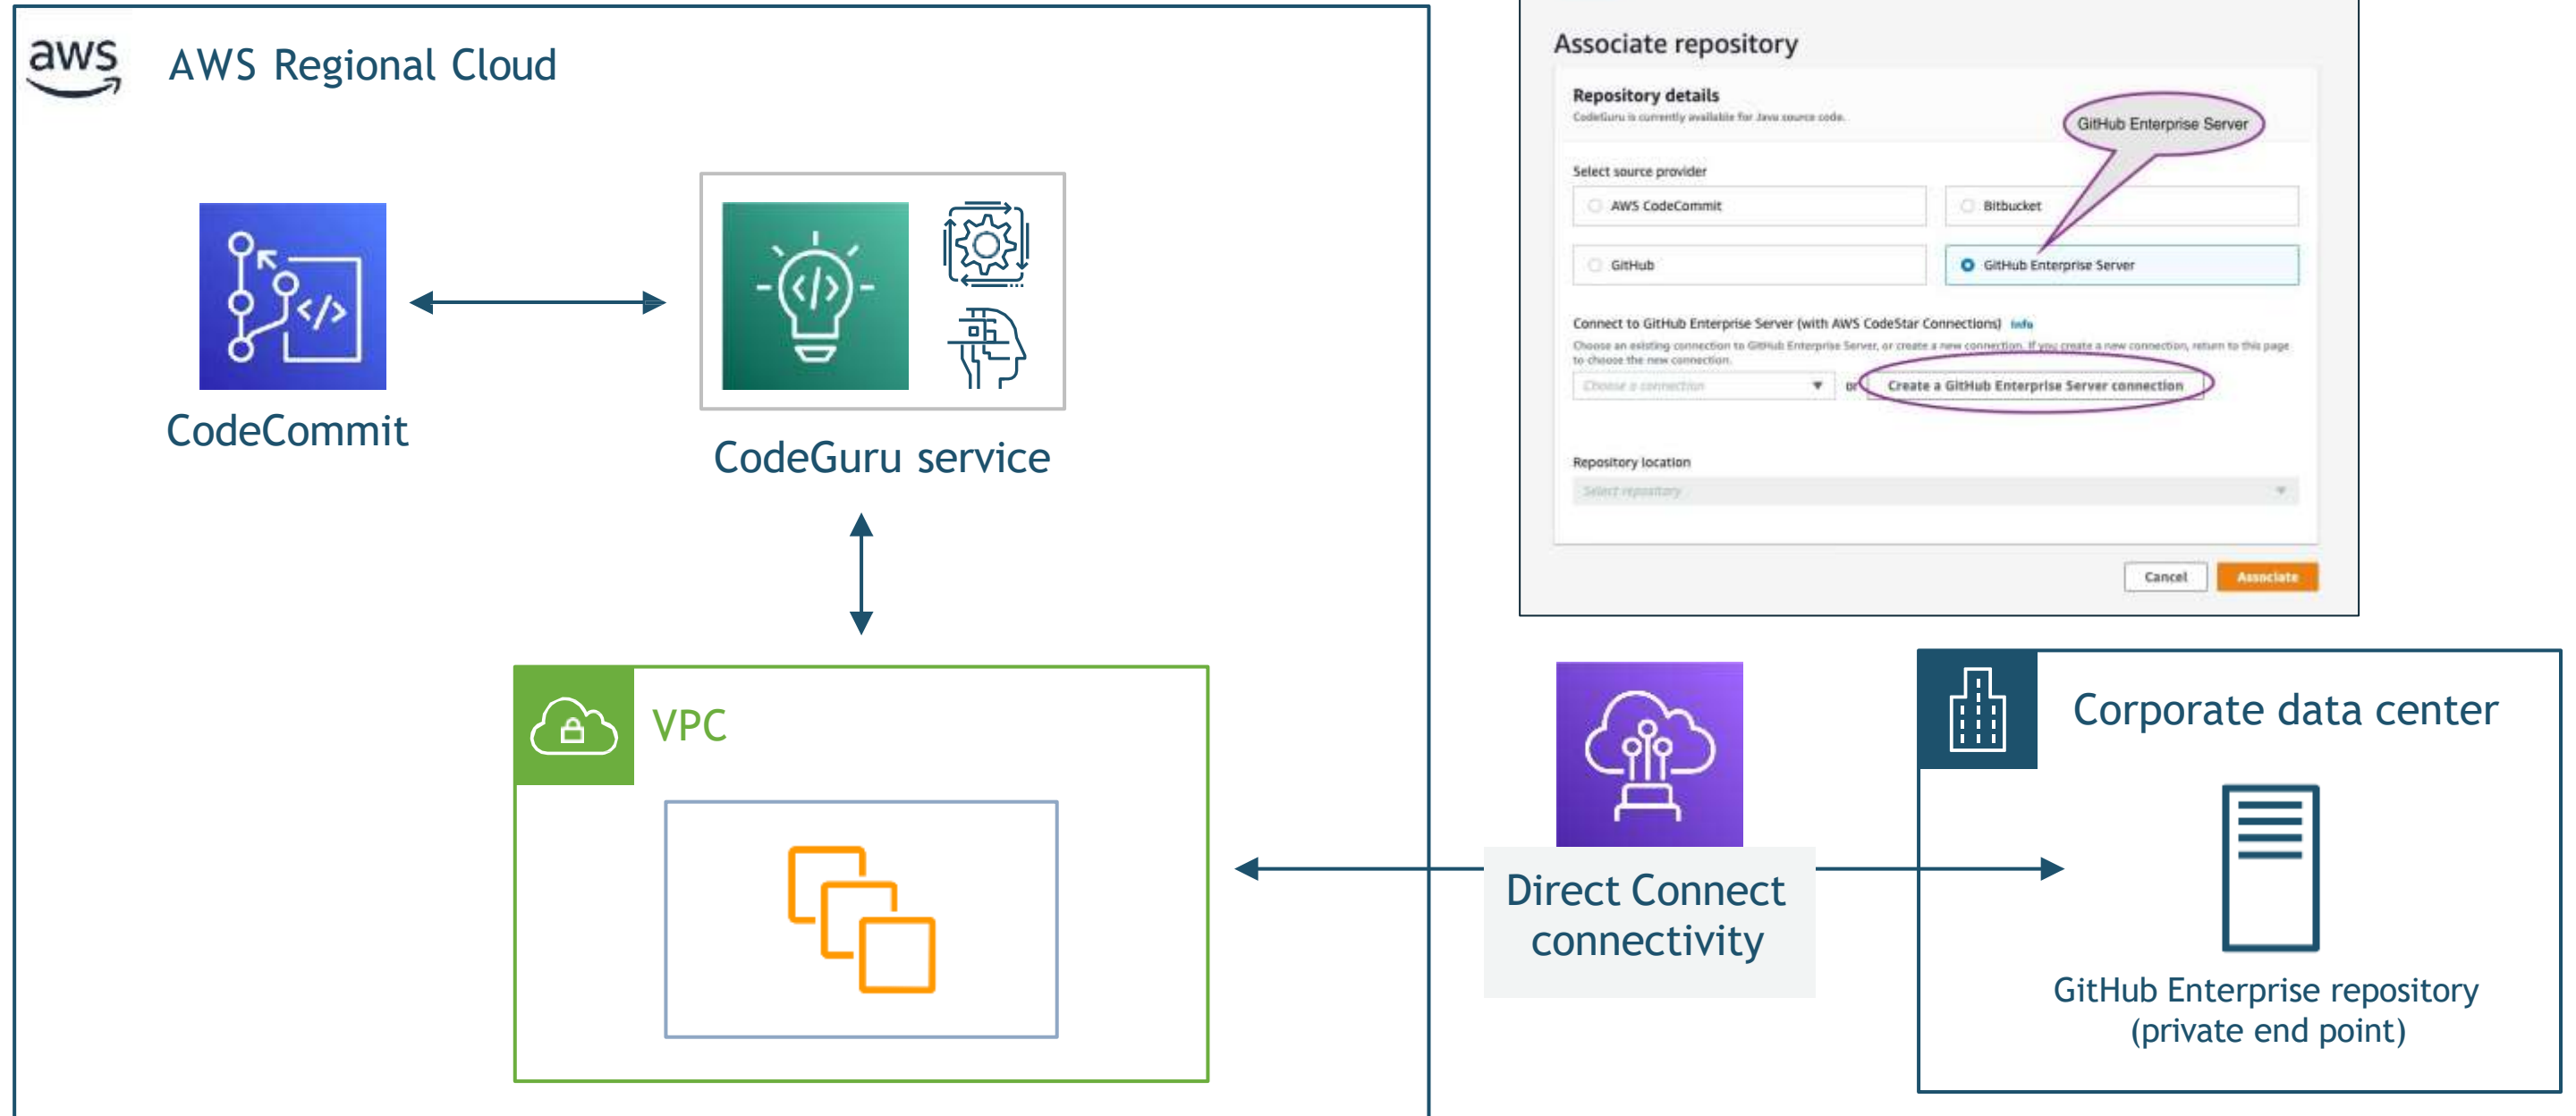 aws
AWS Regional Cloud
CodeCommit
CodeGuru service
VPC
Associate repository
Repository details
CodeGuru is currently available for Java source code.
GitHub Enterprise Server
Select source provider
AWS CodeCommit
Bitbucket
GitHub
GitHub Enterprise Server
Connect to GitHub Enterprise Server (with AWS CodeStar Connections) Info
Choose an existing connection to GitHub Enterprise Server, or create a new connection. If you create a new connection, return to this page
to choose the new connection.
Choose a connection
or
Create a GitHub Enterprise Server connection
Repository location
Select repository
Cancel
Associate
Direct Connect
connectivity
Corporate data center
GitHub Enterprise repository
(private end point)